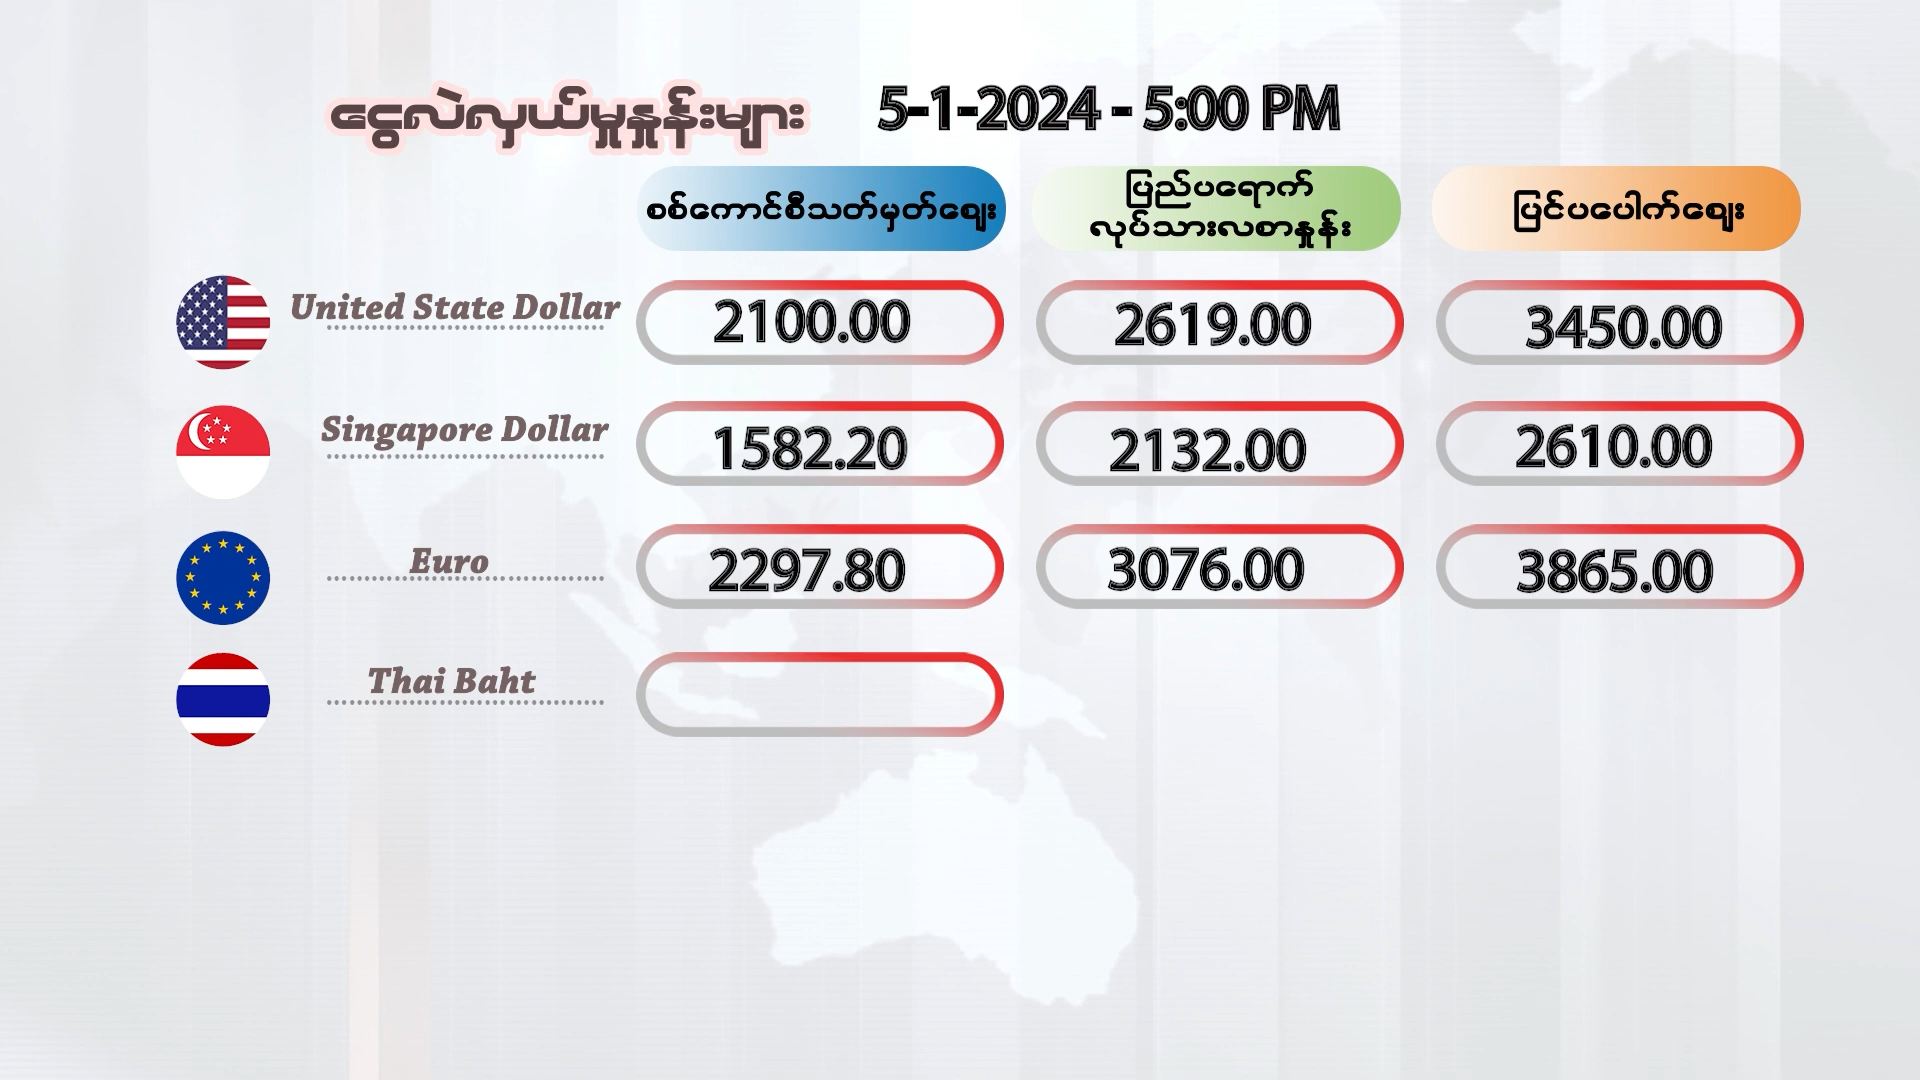 ငွေလဲလှယ်မှုနှုန်းများ 5-1-2024 - 5:00 PM
စစ်ကောင်စီသတ်မှတ်ဈေး
ပြည်ပရောက်
လုပ်သားလစာနှုန်း
ပြင်ပပေါက်ဈေး
United State Dollar 2100.00 2619.00 3450.00
Singapore Dollar 1582.20 2132.00 2610.00
Euro 2297.80 3076.00 3865.00
Thai Baht